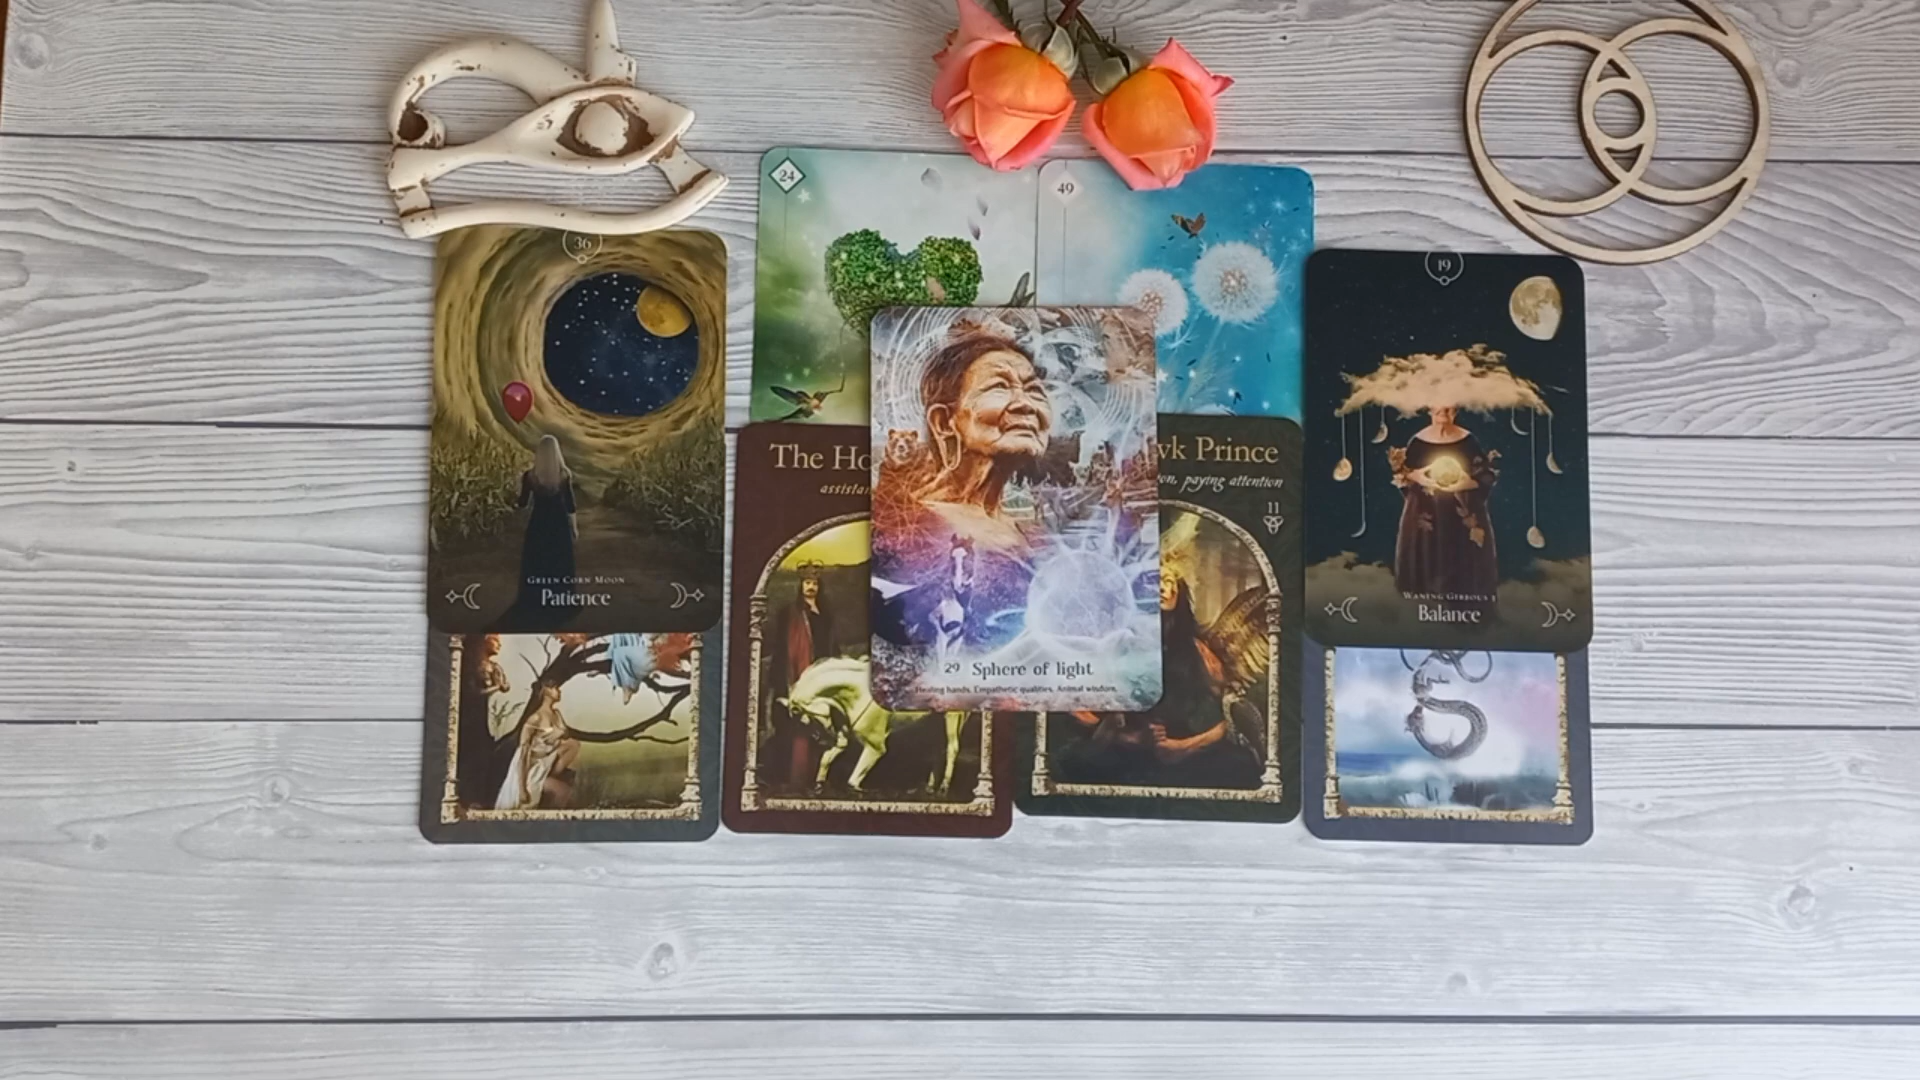 24
49
36
19
GREEN CORN MOON
Patience
The Ho
assistan
wk Prince
on, paying attention
11
WANING GIBBOUS
Balance
29 Sphere of light
Healing hands. Empathetic qualities. Animal wisdom.